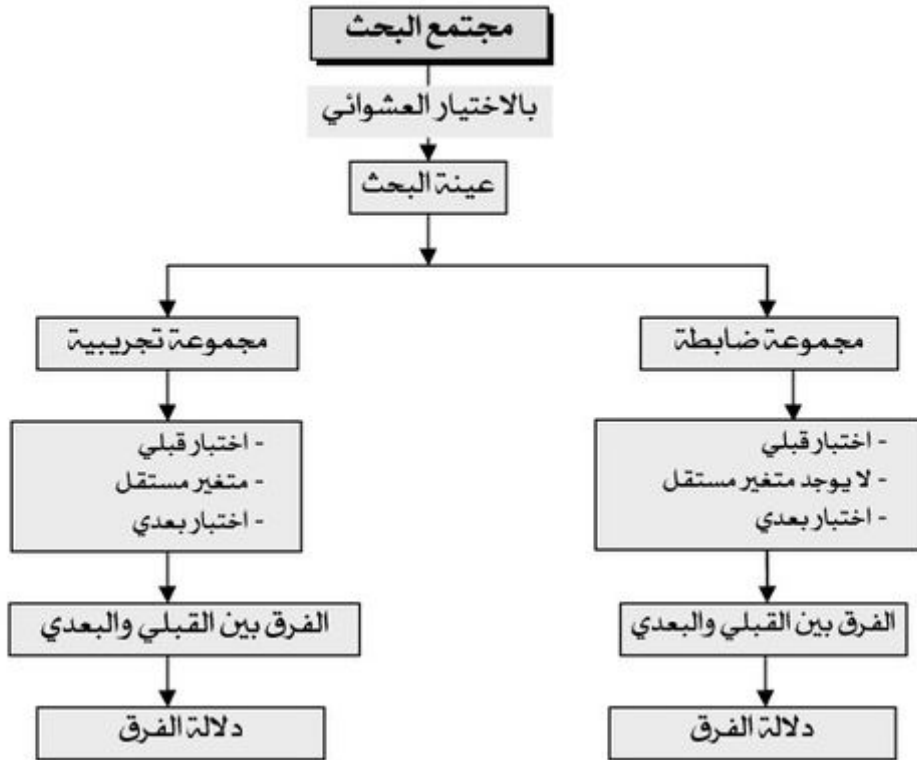 مجتمع البحث
بالاختيار العشوائي
عينة البحث
مجموعة ضابطة
مجموعة تجريبية
- اختبار قبلي
- لا يوجد متغير مستقل
- اختبار بعدي
- اختبار قبلي
- متغير مستقل
- اختبار بعدي
الفرق بين القبلي والبعدي
الفرق بين القبلي والبعدي
دلالة الفرق
دلالة الفرق